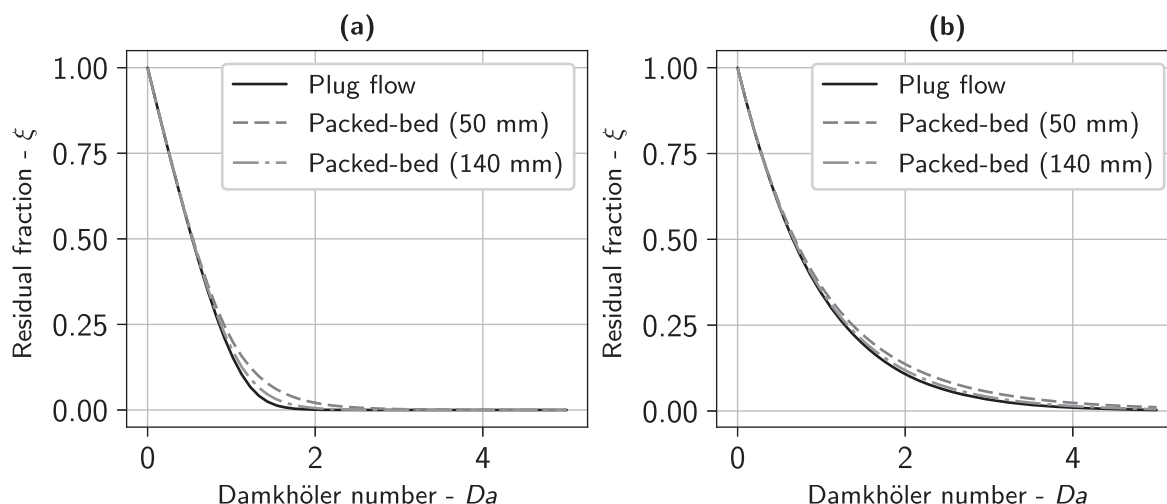 (a)
Residual fraction - ξ
1.00
0.75
0.50
0.25
0.00
Plug flow
Packed-bed (50 mm)
Packed-bed (140 mm)
0
2
4
Damkhöler number - Da
(b)
Residual fraction - ξ
1.00
0.75
0.50
0.25
0.00
Plug flow
Packed-bed (50 mm)
Packed-bed (140 mm)
0
2
4
Damkhöler number - Da